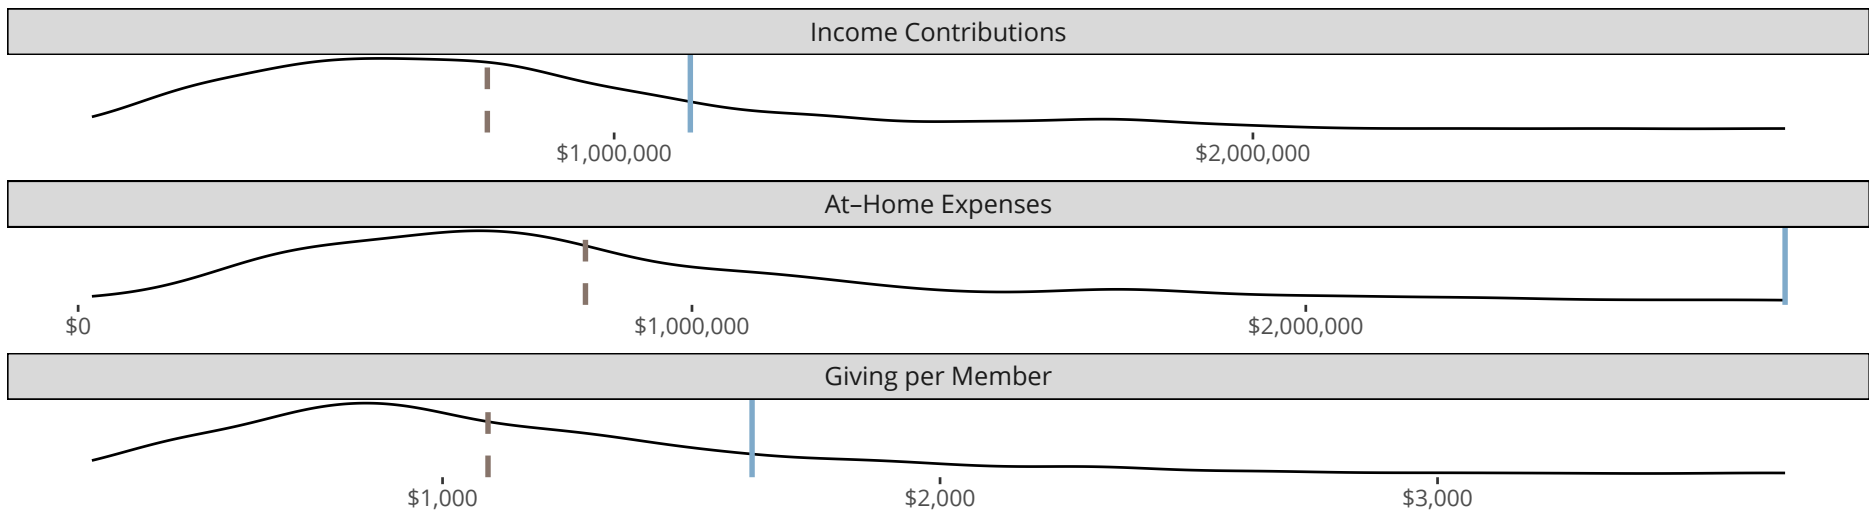 Income Contributions
$1,000,000 $2,000,000
At–Home Expenses
$0 $1,000,000 $2,000,000
Giving per Member
$1,000 $2,000 $3,000